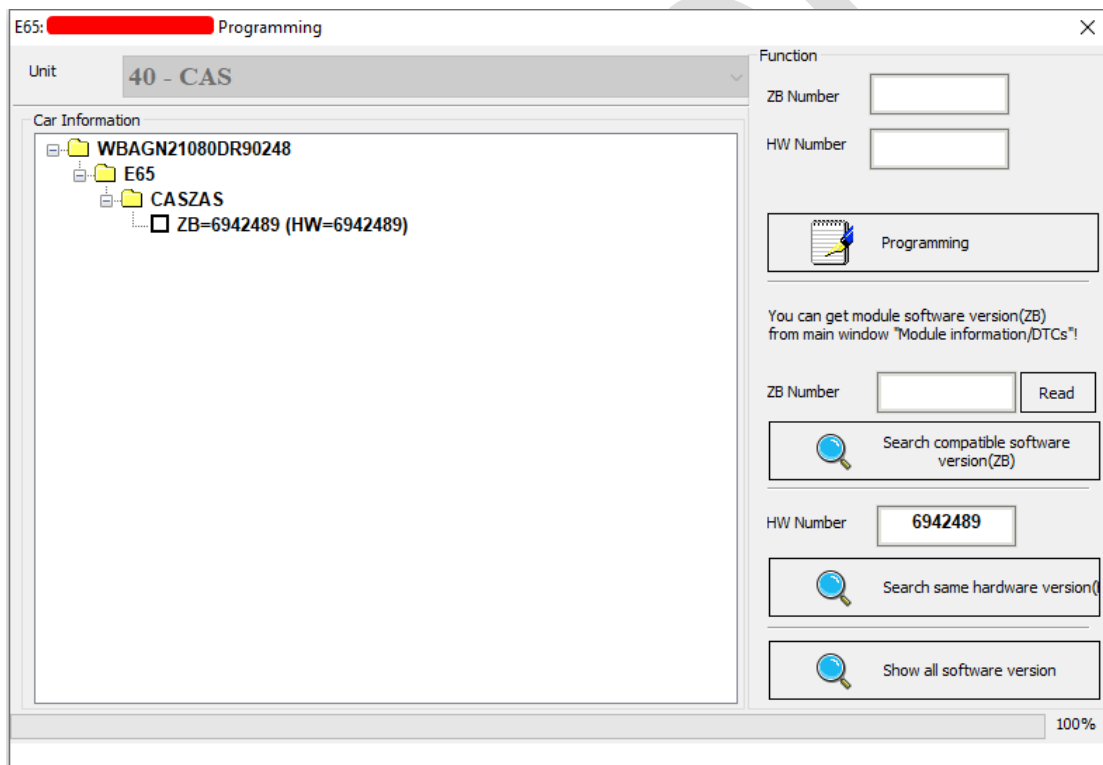 E65: Programming
Unit
40 - CAS
Car Information
WBAGN21080DR90248
E65
CASZAS
ZB=6942489 (HW=6942489)
Function
ZB Number
HW Number
Programming
You can get module software version(ZB)
from main window "Module information/DTCs"!
ZB Number
Read
Search compatible software
version(ZB)
HW Number
6942489
Search same hardware version(
Show all software version
100%